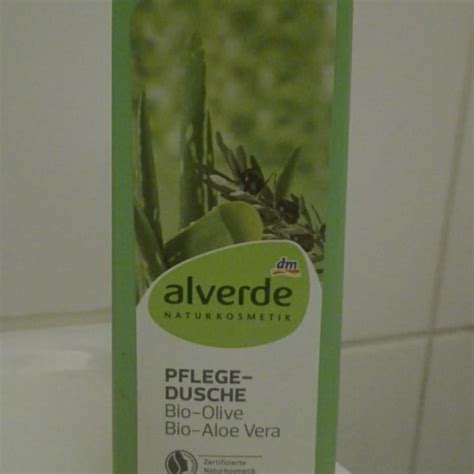 dm
alverde
NATURKOSMETIK
PFLEGE-
DUSCHE
Bio-Olive
Bio-Aloe Vera
Zertifizierte
Naturkosmetik